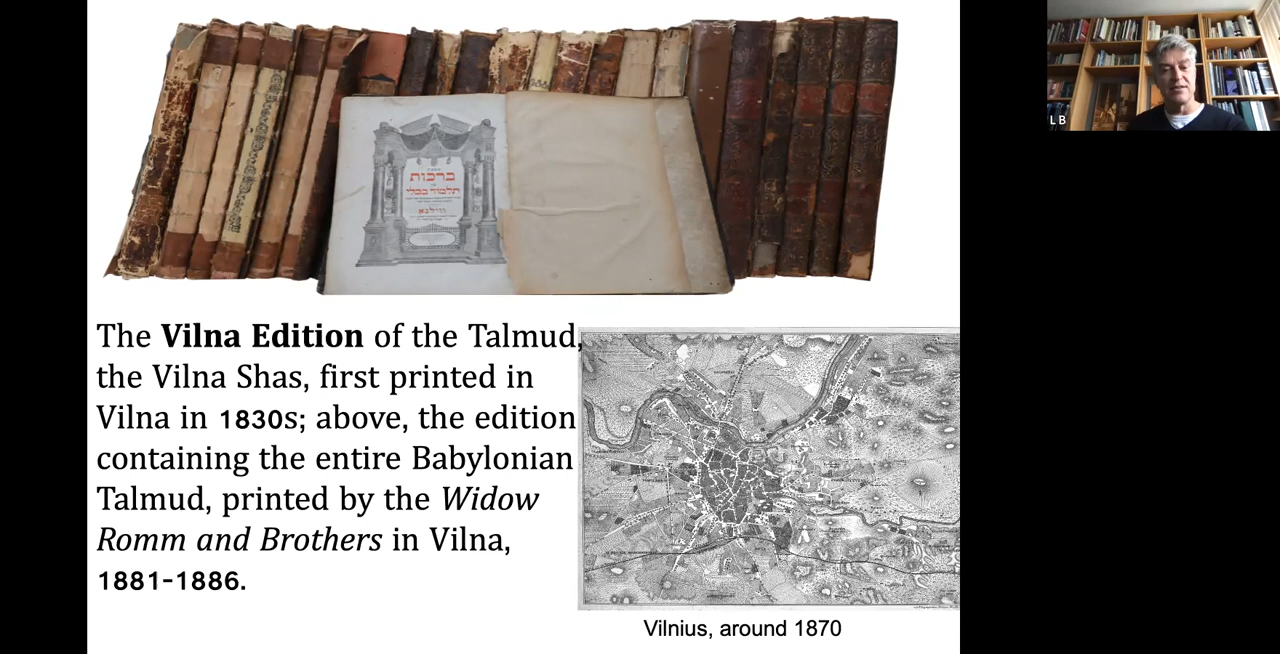 ברכות
תלמוד בבלי
ווילנא
LB
The Vilna Edition of the Talmud,
the Vilna Shas, first printed in
Vilna in 1830s; above, the edition
containing the entire Babylonian
Talmud, printed by the Widow
Romm and Brothers in Vilna,
1881-1886.
Vilnius, around 1870